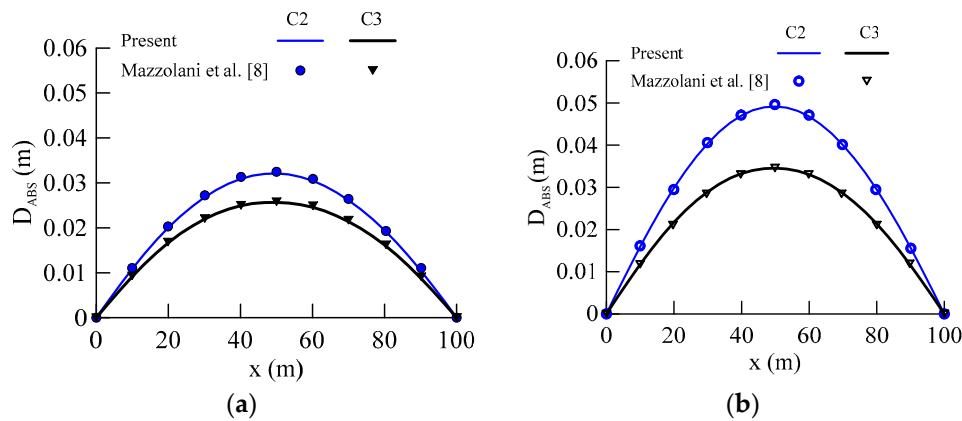 C2 C3
Present
Mazzolani et al. [8]
0.06
0.05
0.04
0.03
0.02
0.01
0
D_ABS (m)
0 20 40 60 80 100
x (m)
(a)
C2 C3
Present
Mazzolani et al. [8]
0.06
0.05
0.04
0.03
0.02
0.01
0
D_ABS (m)
0 20 40 60 80 100
x (m)
(b)